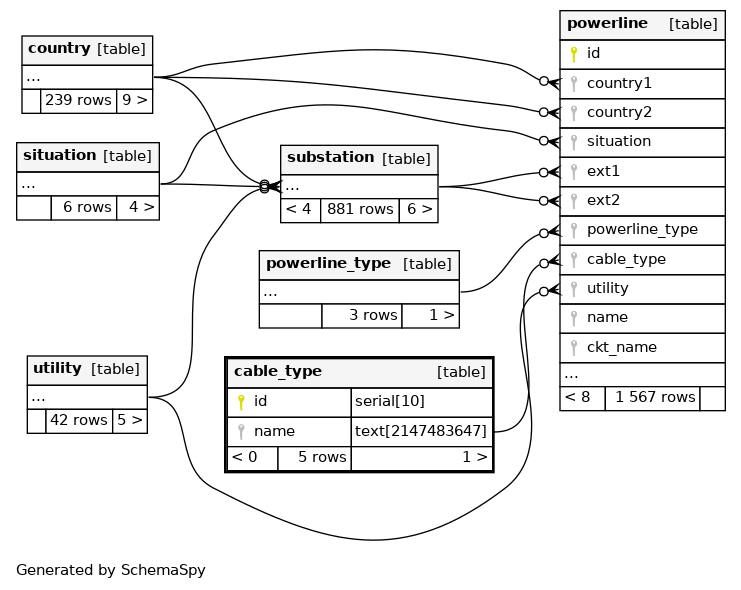 country [table]
...
239 rows 9 >
situation [table]
...
6 rows 4 >
substation [table]
...
< 4 881 rows 6 >
powerline_type [table]
...
3 rows 1 >
utility [table]
...
42 rows 5 >
cable_type [table]
id serial[10]
name text[2147483647]
< 0 5 rows 1 >
powerline [table]
id
country1
country2
situation
ext1
ext2
powerline_type
cable_type
utility
name
ckt_name
...
< 8 1 567 rows
Generated by SchemaSpy